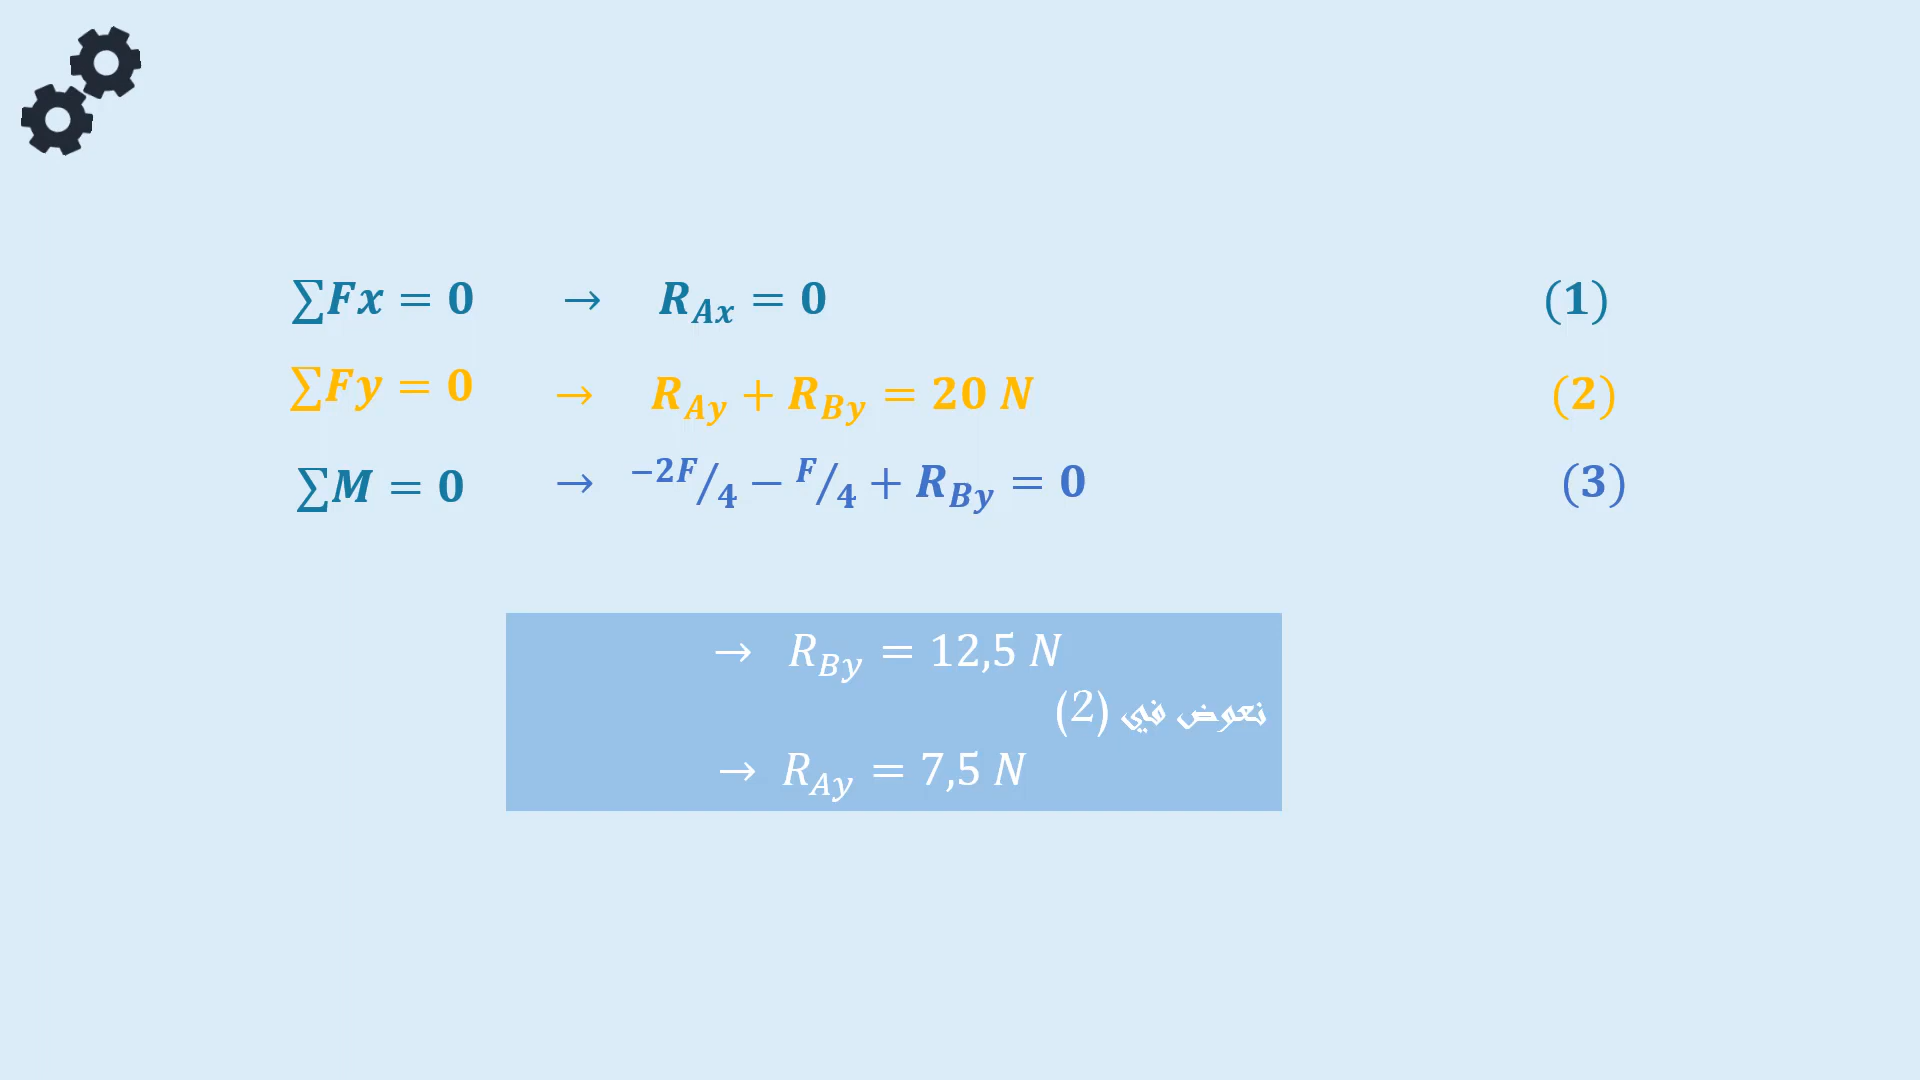 ∑Fx = 0 → R_Ax = 0 (1)
∑Fy = 0 → R_Ay + R_By = 20 N (2)
∑M = 0 → −2F/4 − F/4 + R_By = 0 (3)
→ R_By = 12,5 N
نعوض في (2)
→ R_Ay = 7,5 N